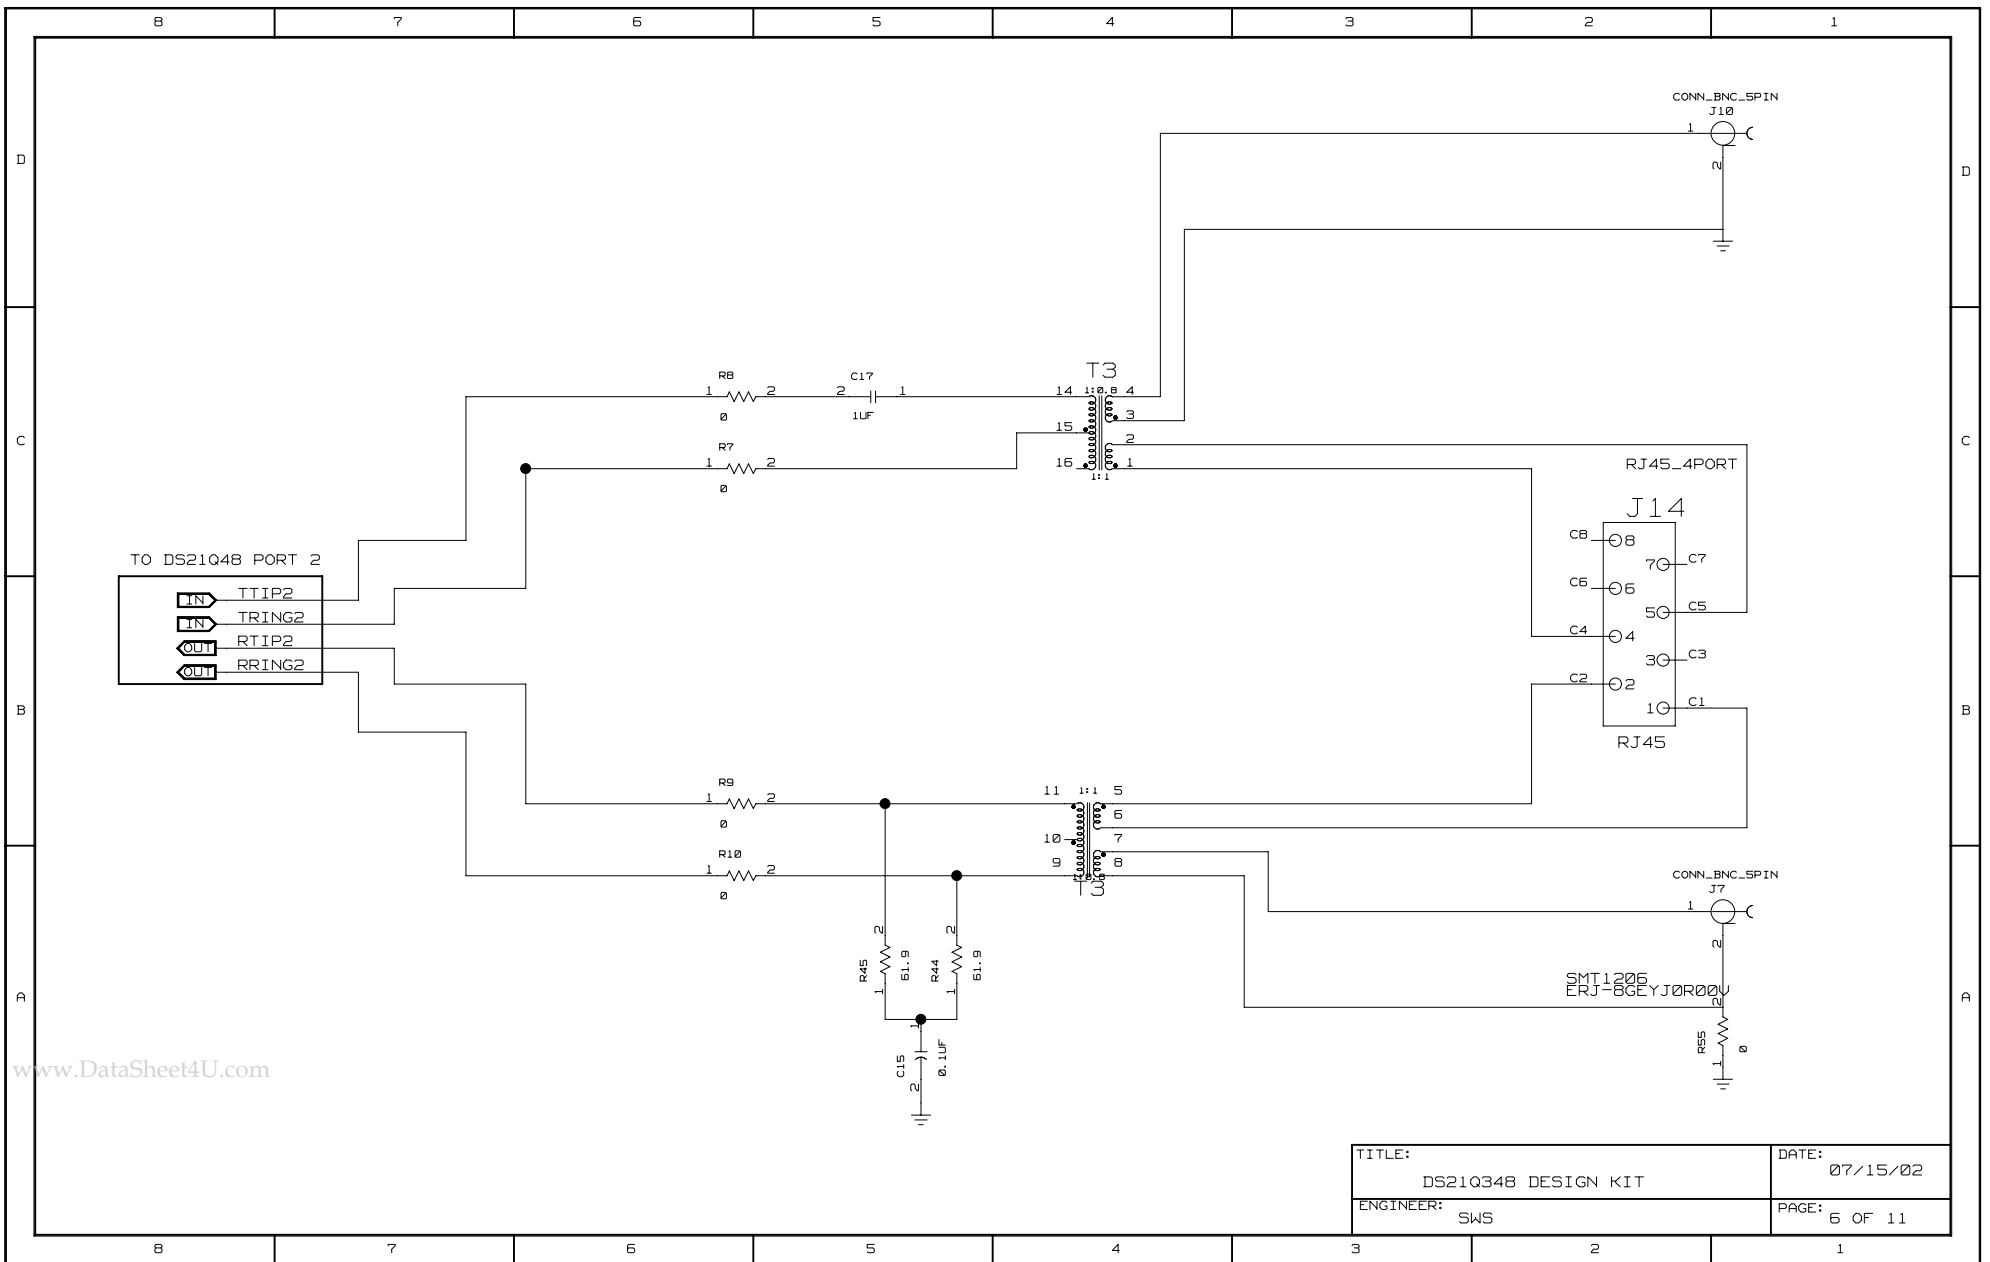 8 7 6 5 4 3 2 1
CONN_BNC_5PIN
J10
1
2
D
D
T3
R8
C17
1 2 2 1 14 1:0.8 4
0
1UF
3
15
R7
2
C
C
1 2
16 1
1:1
0
RJ45_4PORT
J14
C8 8
7 C7
TO DS21Q48 PORT 2
C6 6
IN TTIP2
5 C5
IN TRING2
C4 4
OUT RTIP2
3 C3
OUT RRING2
C2 2
1 C1
B
B
RJ45
R9
1 2
11 1:1 5
6
0
10 7
R10
9 8
1 2
T3
0
CONN_BNC_5PIN
J7
1
2
2 2
R45 61.9 R44 61.9
1 1
SMT1206
ERJ-8GEYJ0R00V
A
A
2
R55 0
1
1
C15 0.1UF
2
www.DataSheet4U.com
TITLE:
DS21Q348 DESIGN KIT
DATE:
07/15/02
ENGINEER:
SWS
PAGE:
6 OF 11
8 7 6 5 4 3 2 1